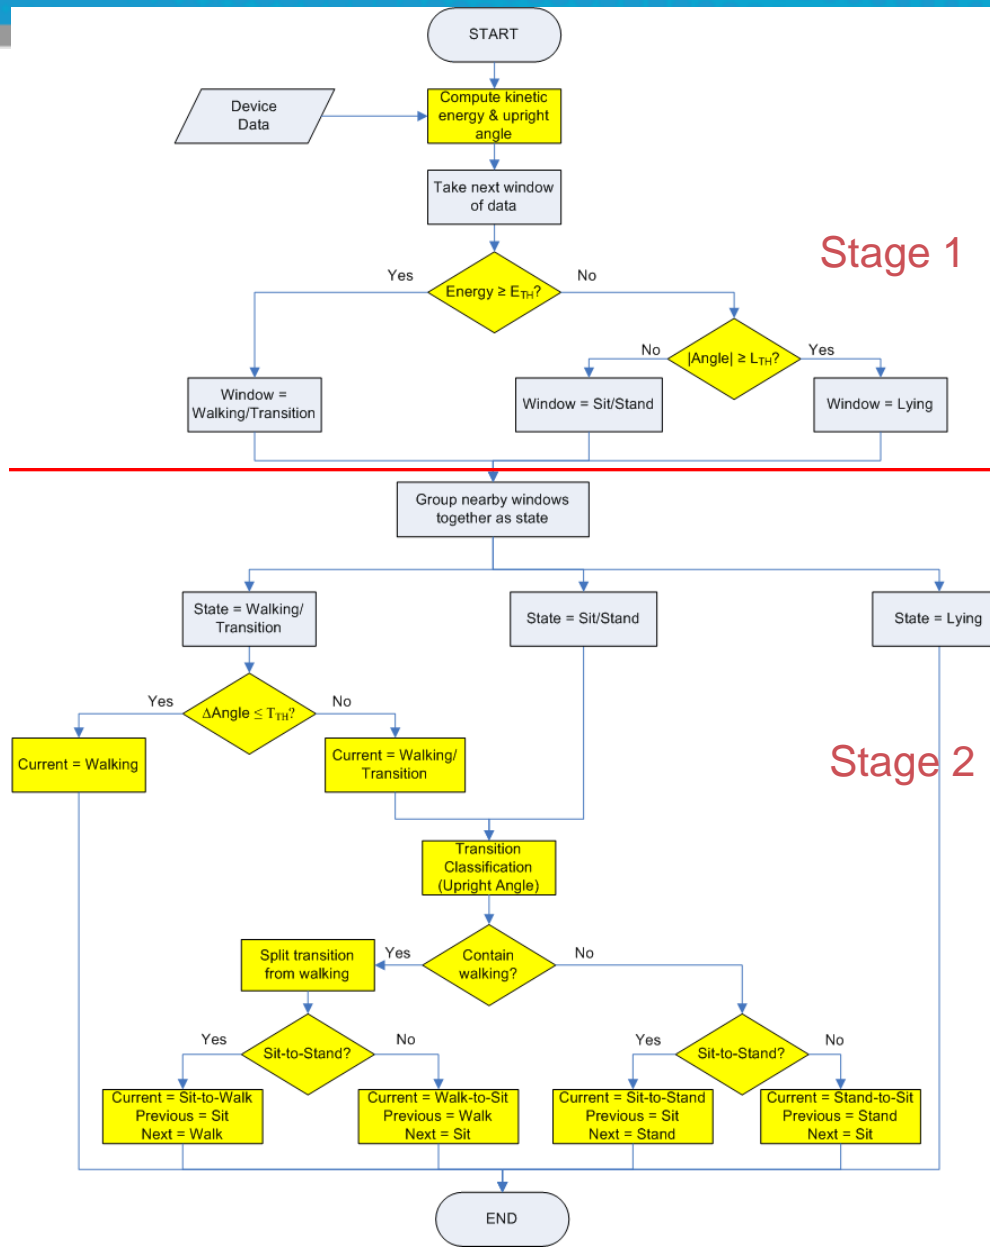 START
Device
Data
Compute kinetic
energy & upright
angle
Take next window
of data
Stage 1
Yes
No
Energy ≥ E_TH?
No
|Angle| ≥ L_TH?
Yes
Window =
Walking/Transition
Window = Sit/Stand
Window = Lying
Group nearby windows
together as state
State = Walking/
Transition
State = Sit/Stand
State = Lying
Yes
ΔAngle ≤ T_TH?
No
Current = Walking
Current = Walking/
Transition
Stage 2
Transition
Classification
(Upright Angle)
Split transition
from walking
Yes
Contain
walking?
No
Yes
Sit-to-Stand?
No
Yes
Sit-to-Stand?
No
Current = Sit-to-Walk
Previous = Sit
Next = Walk
Current = Walk-to-Sit
Previous = Walk
Next = Sit
Current = Sit-to-Stand
Previous = Sit
Next = Stand
Current = Stand-to-Sit
Previous = Stand
Next = Sit
END